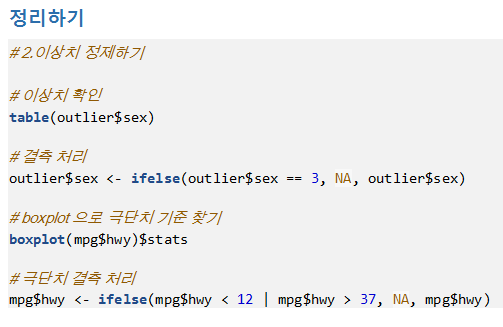 정리하기
# 2.이상치 정제하기
# 이상치 확인
table(outlier$sex)
# 결측 처리
outlier$sex <- ifelse(outlier$sex == 3, NA, outlier$sex)
# boxplot 으로 극단치 기준 찾기
boxplot(mpg$hwy)$stats
# 극단치 결측 처리
mpg$hwy <- ifelse(mpg$hwy < 12 | mpg$hwy > 37, NA, mpg$hwy)